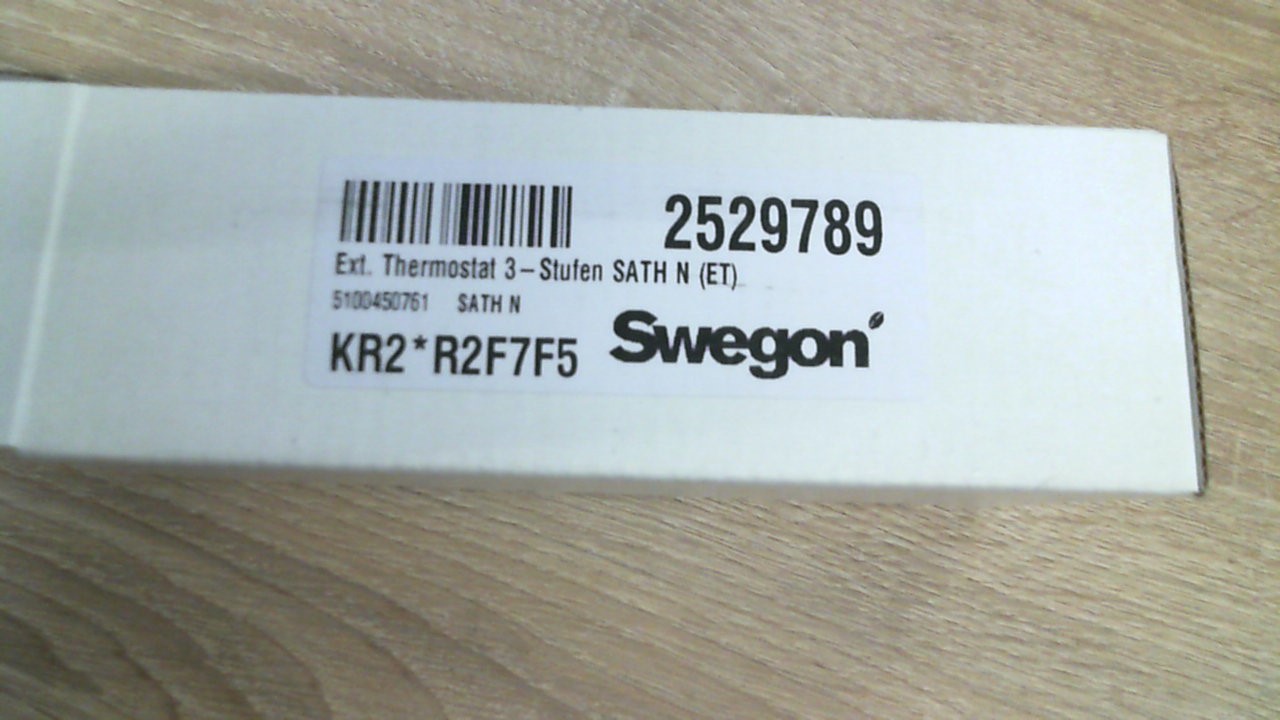 2529789
Ext. Thermostat 3-Stufen SATH N (ET)
5100450761 SATH N
KR2*R2F7F5 Swegon